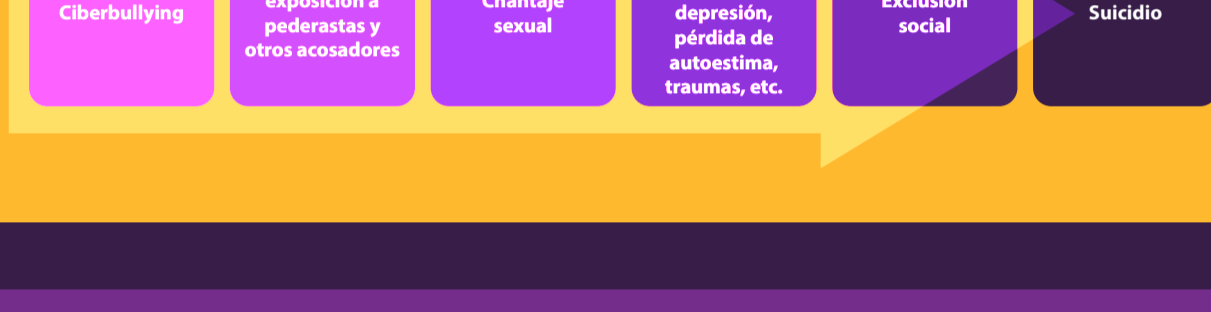 Ciberbullying
exposición a
pederastas y
otros acosadores
Chantaje
sexual
depresión,
pérdida de
autoestima,
traumas, etc.
Exclusión
social
Suicidio